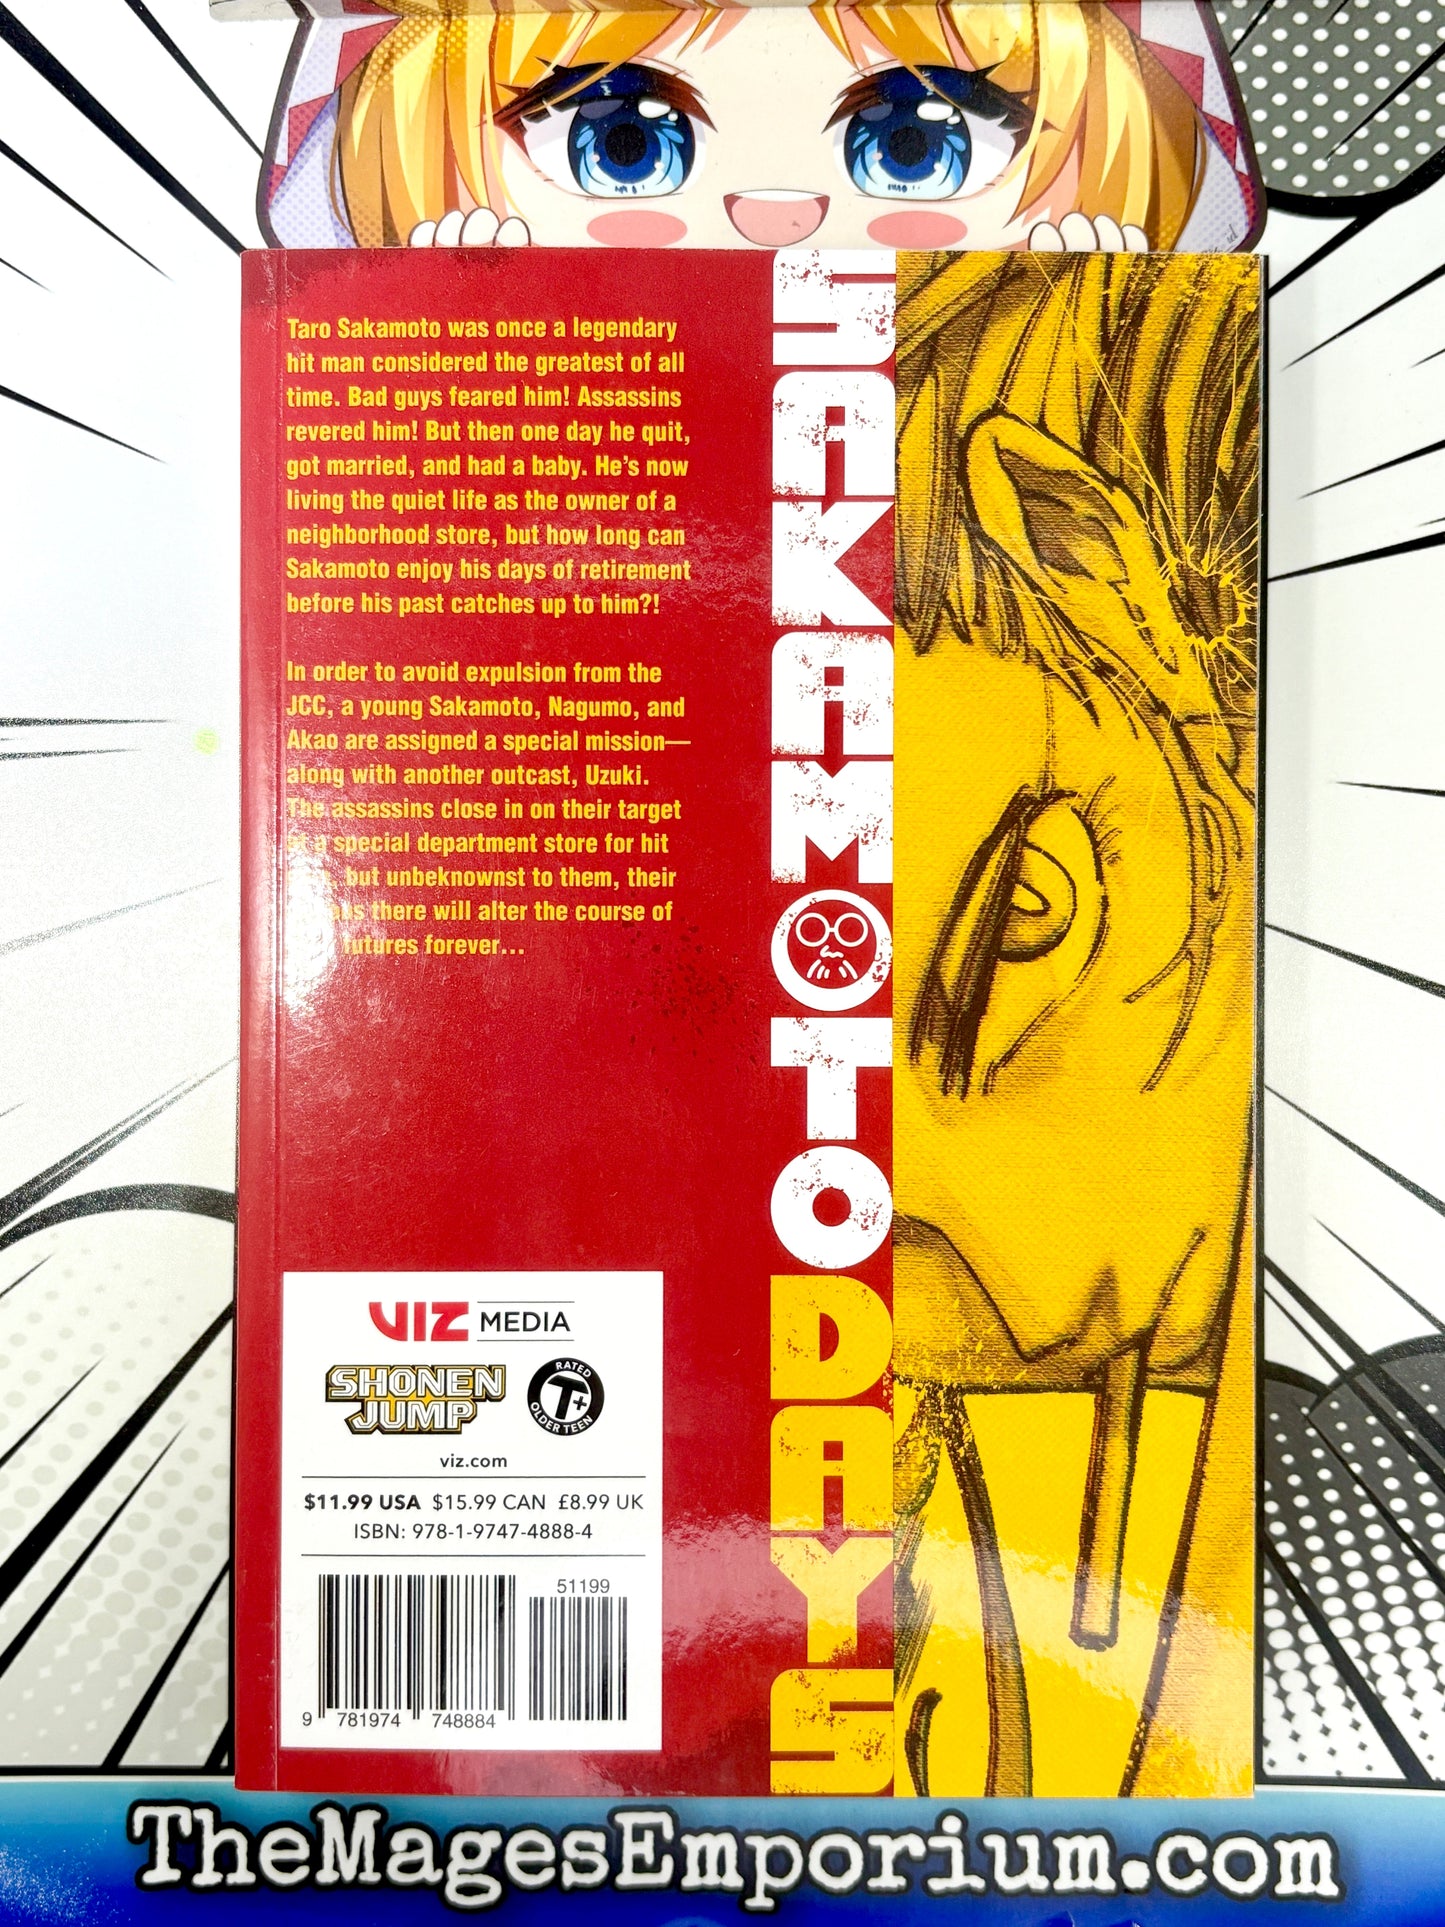 Taro Sakamoto was once a legendary
hit man considered the greatest of all
time. Bad guys feared him! Assassins
revered him! But then one day he quit,
got married, and had a baby. He's now
living the quiet life as the owner of a
neighborhood store, but how long can
Sakamoto enjoy his days of retirement
before his past catches up to him?!
In order to avoid expulsion from the
JCC, a young Sakamoto, Nagumo, and
Akao are assigned a special mission—
along with another outcast, Uzuki.
The assassins close in on their target
a special department store for hit
but unbeknownst to them, their
there will alter the course of
futures forever...
SAKAMOTO DAYS
VIZ MEDIA
SHONEN
JUMP
RATED
T+
OLDER TEEN
viz.com
$11.99 USA $15.99 CAN £8.99 UK
ISBN: 978-1-9747-4888-4
51199
9 781974 748884
TheMagesEmporium.com